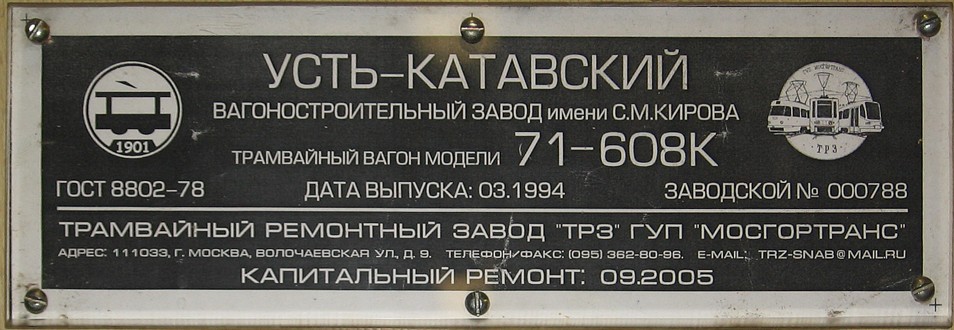 УСТЬ-КАТАВСКИЙ
ВАГОНОСТРОИТЕЛЬНЫЙ ЗАВОД имени С.М.КИРОВА
ТРАМВАЙНЫЙ ВАГОН МОДЕЛИ 71-608К
1901
ГУП "МОСГОРТРАНС"
ТРЗ
ГОСТ 8802-78 ДАТА ВЫПУСКА: 03.1994 ЗАВОДСКОЙ № 000788
ТРАМВАЙНЫЙ РЕМОНТНЫЙ ЗАВОД "ТРЗ" ГУП "МОСГОРТРАНС"
АДРЕС: 111033, Г. МОСКВА, ВОЛОЧАЕВСКАЯ УЛ., Д. 9. ТЕЛЕФОН/ФАКС: (095) 362-80-96. E-MAIL: TRZ-SNAB@MAIL.RU
КАПИТАЛЬНЫЙ РЕМОНТ: 09.2005